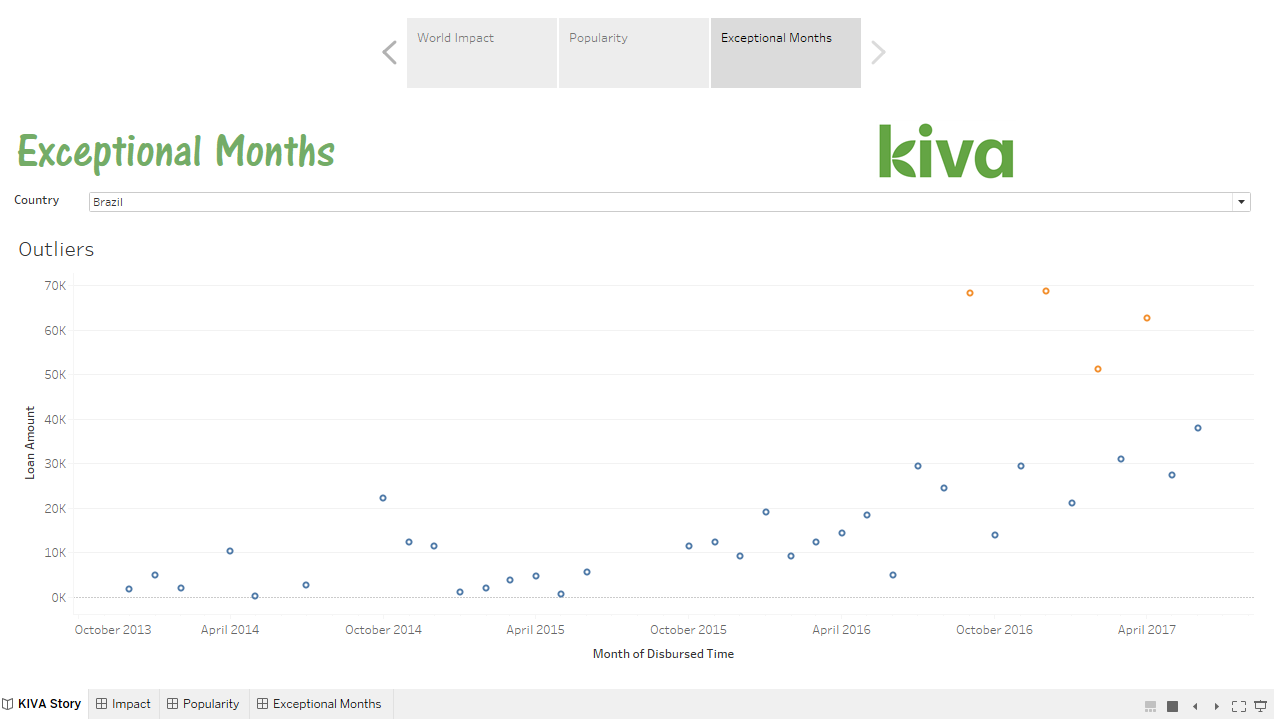 World Impact
Popularity
Exceptional Months
Exceptional Months
kiva
Country
Brazil
Outliers
70K
60K
50K
40K
30K
20K
10K
0K
Loan Amount
October 2013
April 2014
October 2014
April 2015
October 2015
April 2016
October 2016
April 2017
Month of Disbursed Time
KIVA Story
Impact
Popularity
Exceptional Months